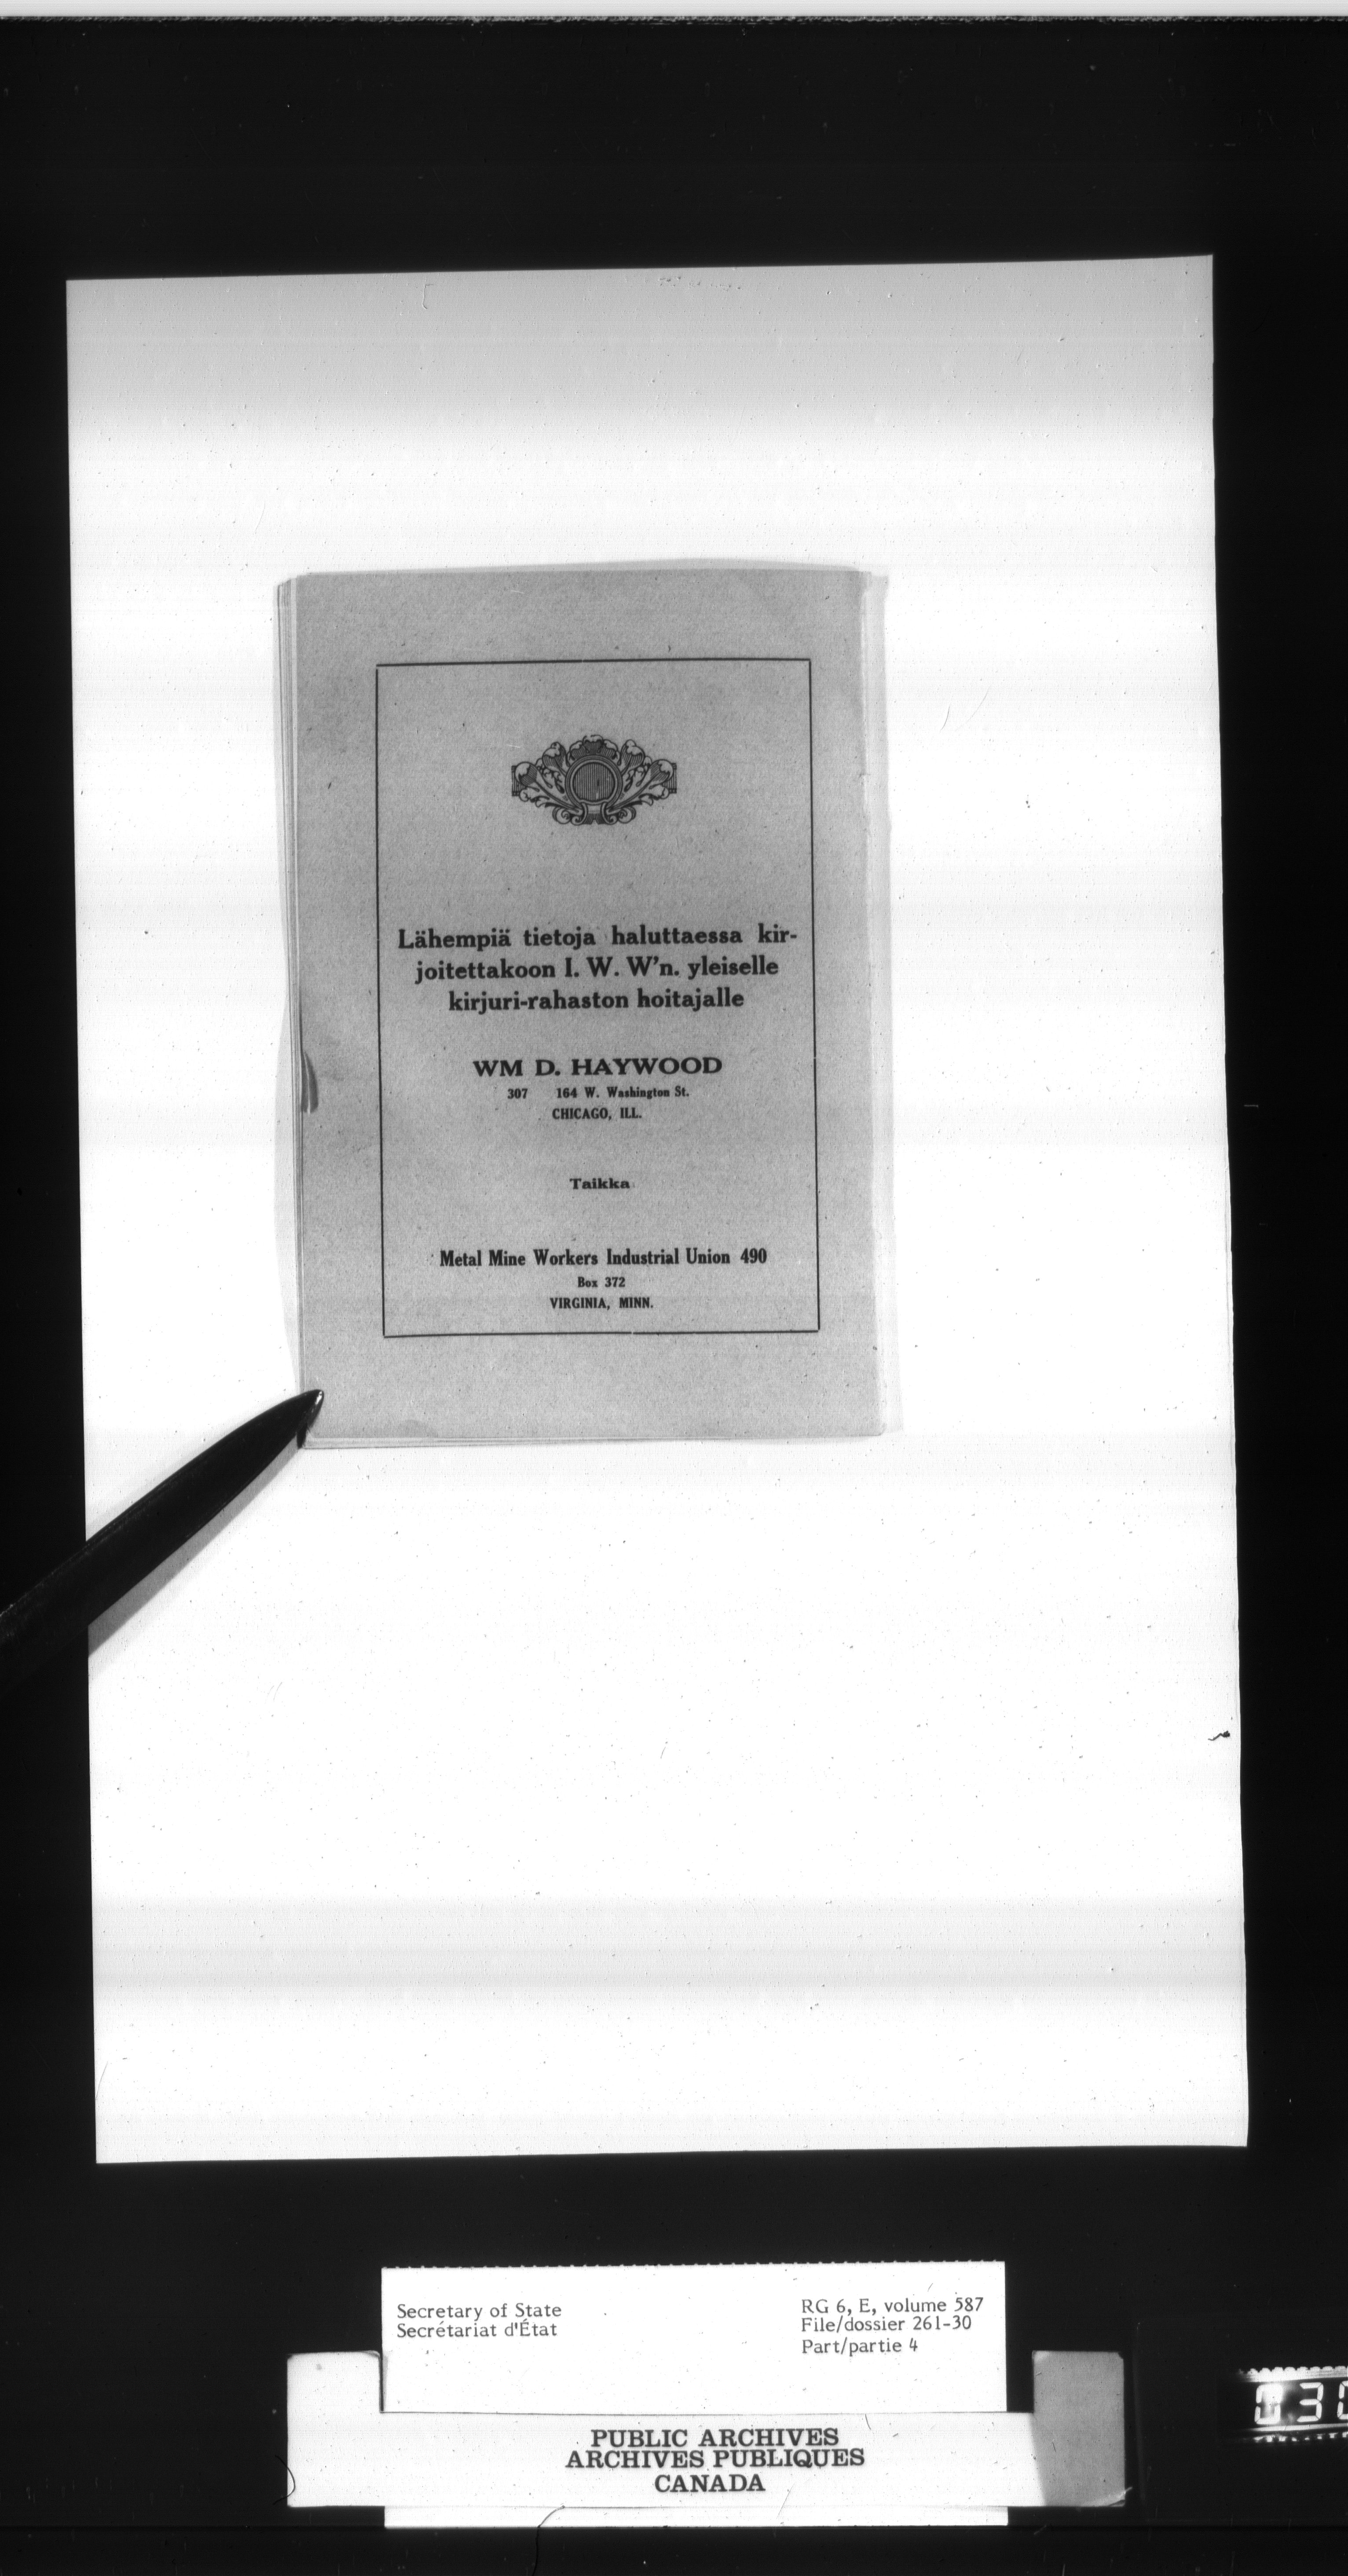 Lähempiä tietoja haluttaessa kir-
joitettakoon I. W. W'n. yleiselle
kirjuri-rahaston hoitajalle
WM D. HAYWOOD
307 164 W. Washington St.
CHICAGO, ILL.
Taikka
Metal Mine Workers Industrial Union 490
Box 372
VIRGINIA, MINN.
Secretary of State
Secrétariat d'État
RG 6, E, volume 587
File/dossier 261-30
Part/partie 4
PUBLIC ARCHIVES
ARCHIVES PUBLIQUES
CANADA